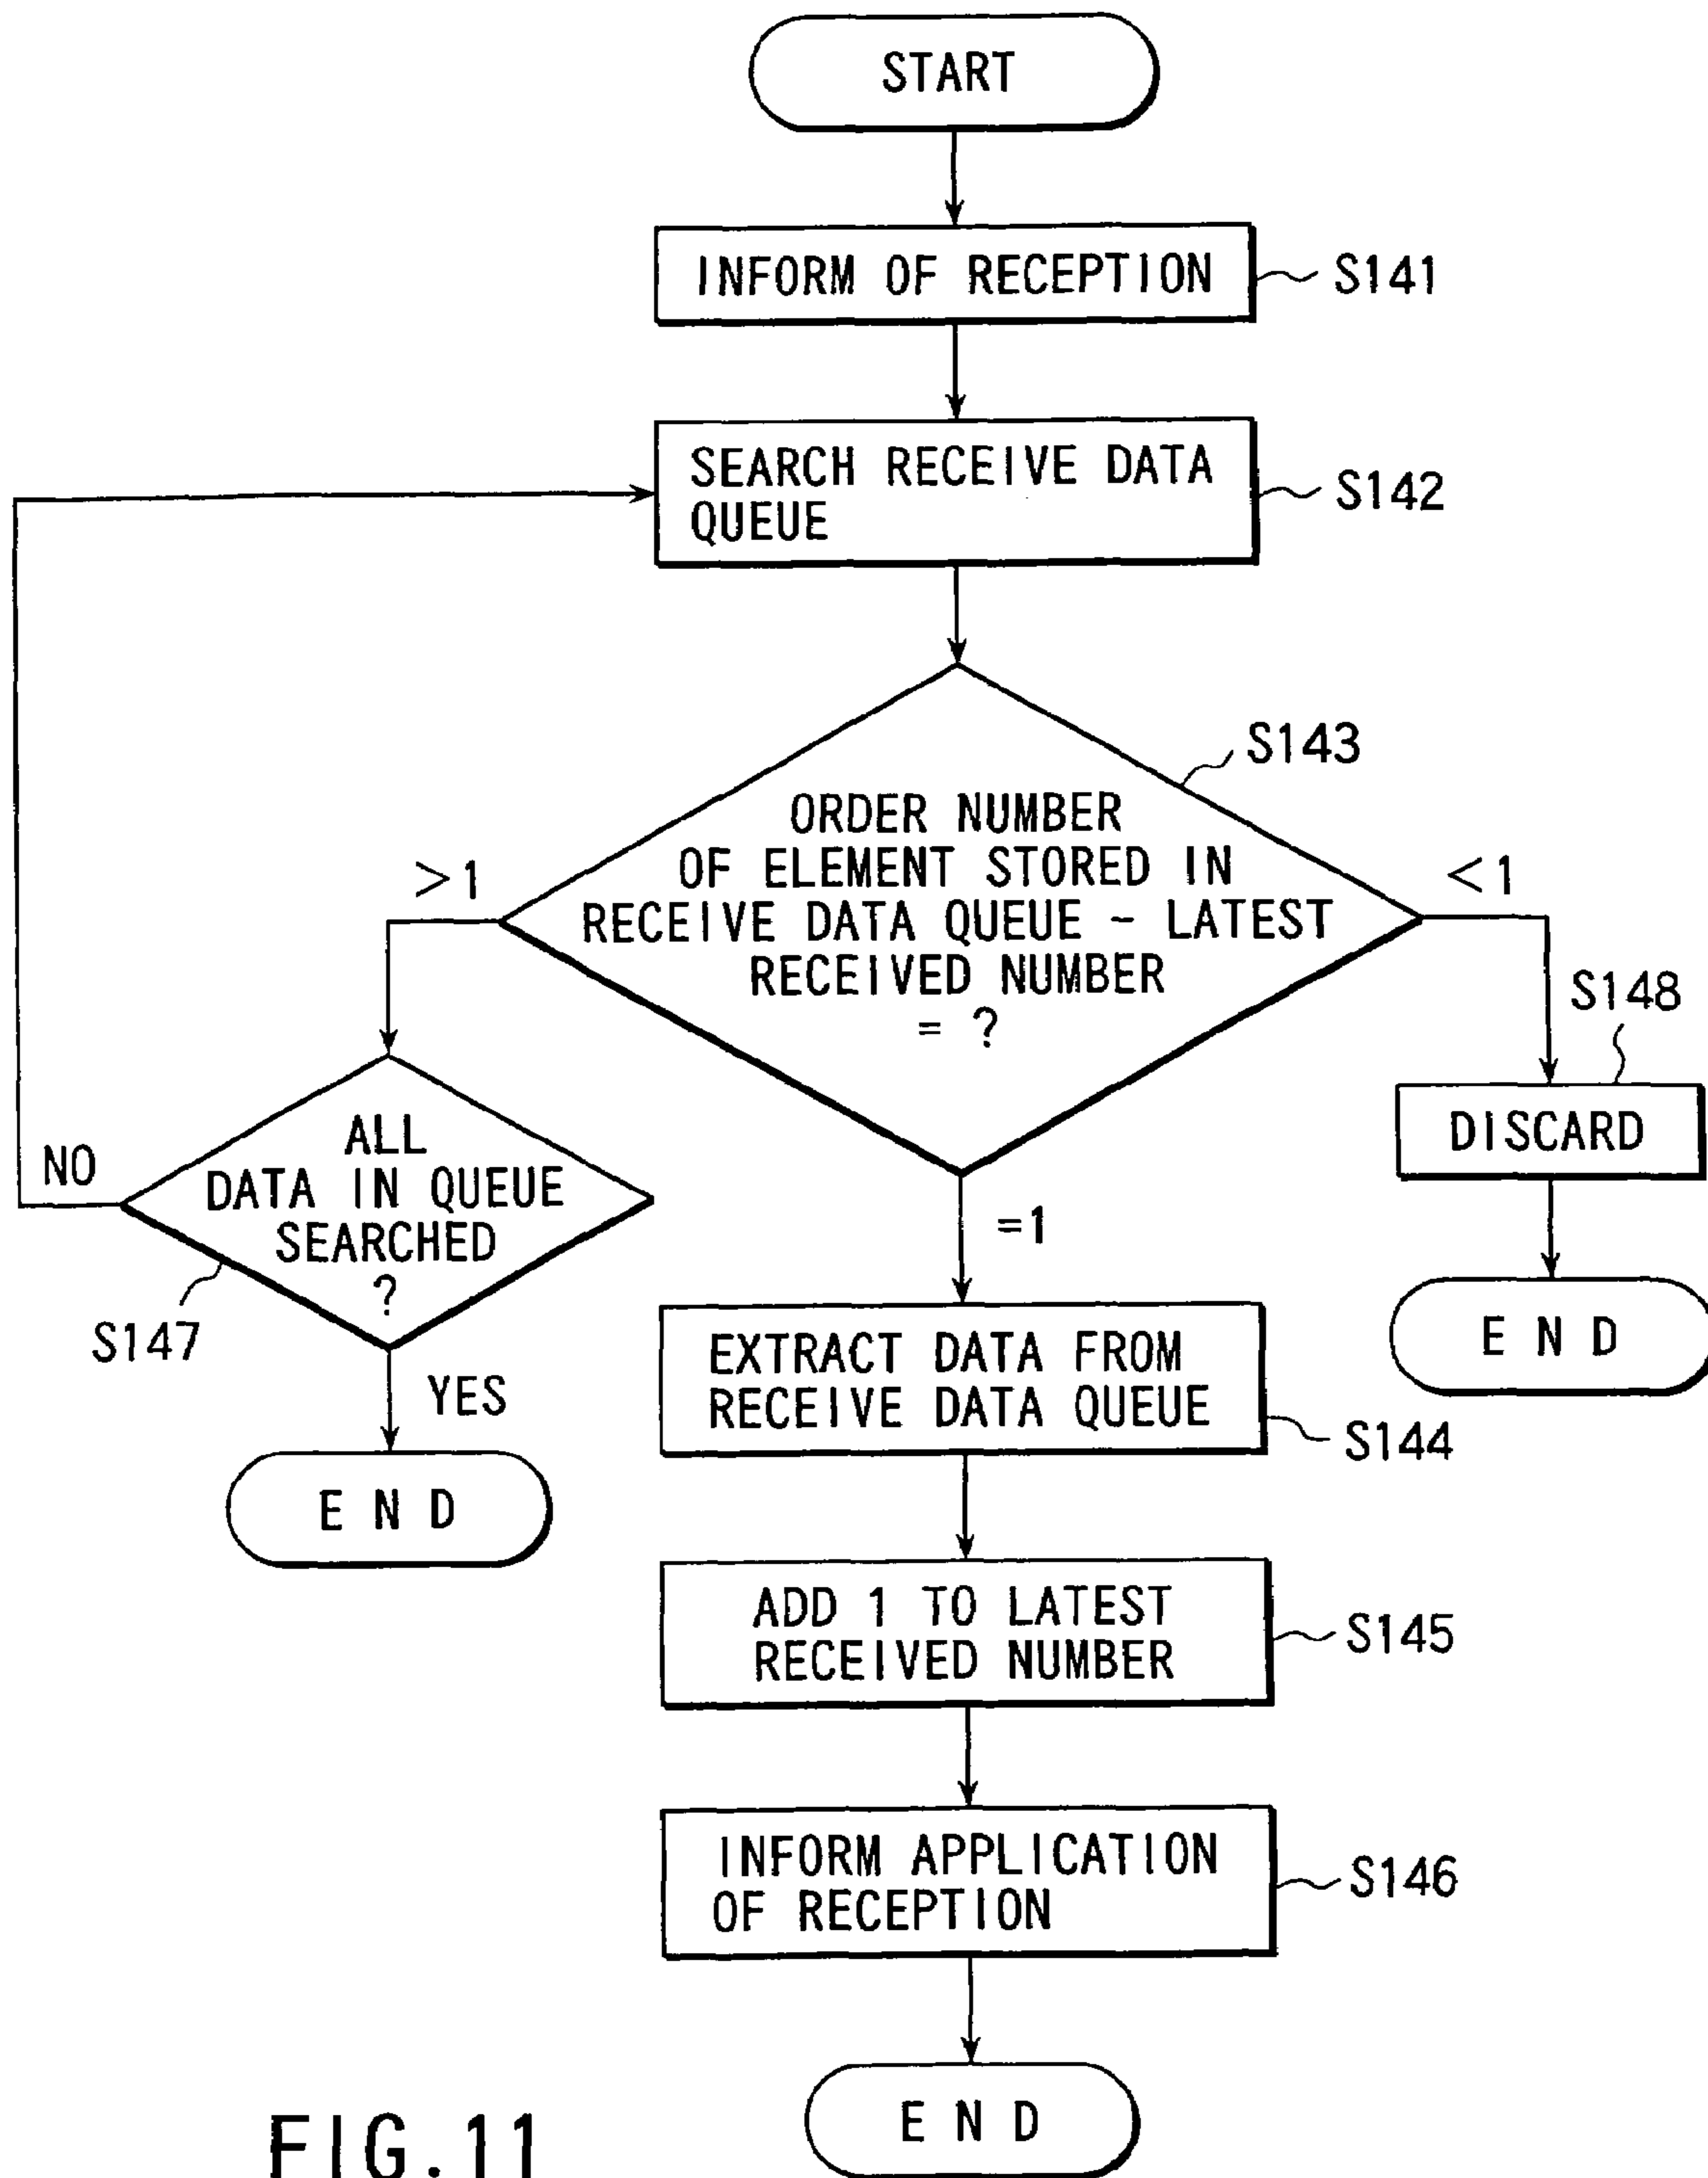 START
INFORM OF RECEPTION
S141
SEARCH RECEIVE DATA
QUEUE
S142
S143
ORDER NUMBER
OF ELEMENT STORED IN
RECEIVE DATA QUEUE - LATEST
RECEIVED NUMBER
= ?
>1
<1
=1
S148
DISCARD
END
ALL
DATA IN QUEUE
SEARCHED
?
NO
S147
YES
END
EXTRACT DATA FROM
RECEIVE DATA QUEUE
S144
ADD 1 TO LATEST
RECEIVED NUMBER
S145
INFORM APPLICATION
OF RECEPTION
S146
END
FIG.11